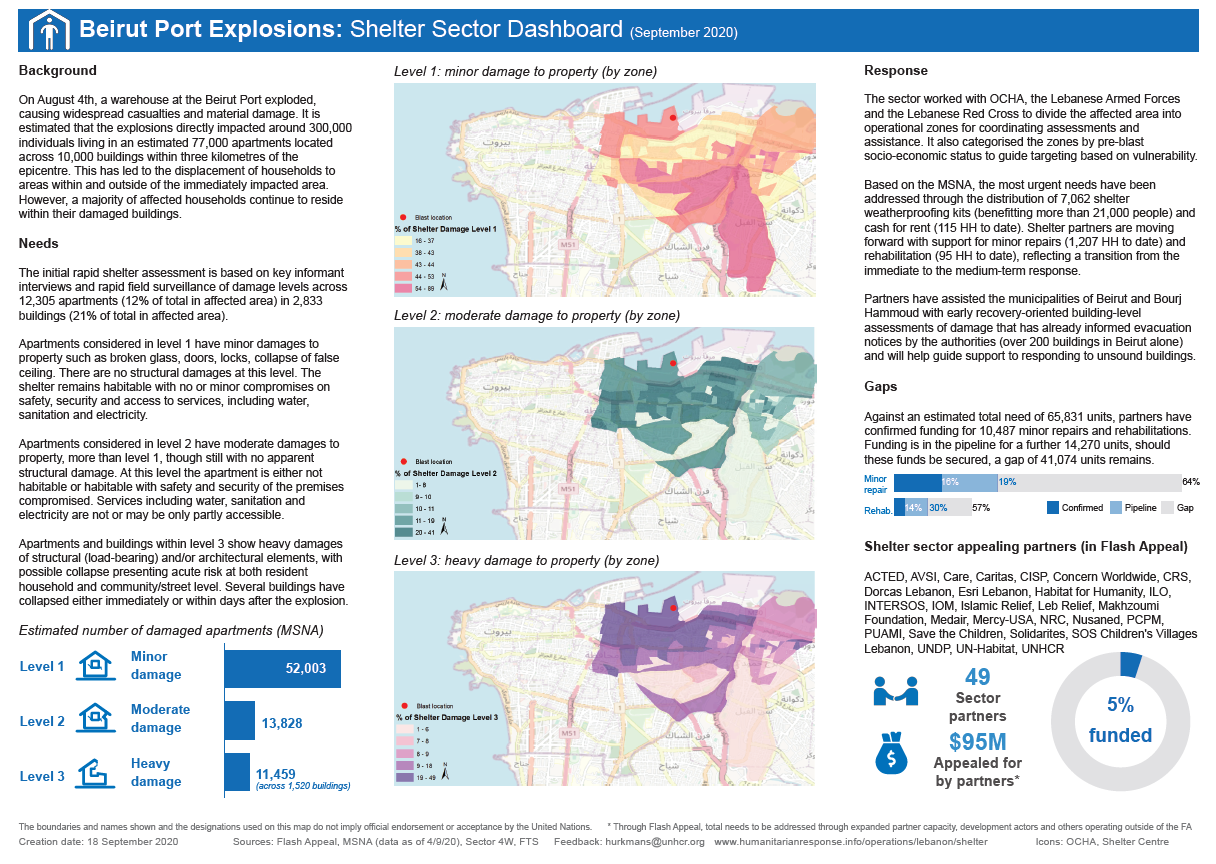 Beirut Port Explosions: Shelter Sector Dashboard (September 2020)
Background
On August 4th, a warehouse at the Beirut Port exploded,
causing widespread casualties and material damage. It is
estimated that the explosions directly impacted around 300,000
individuals living in an estimated 77,000 apartments located
across 10,000 buildings within three kilometres of the
epicentre. This has led to the displacement of households to
areas within and outside of the immediately impacted area.
However, a majority of affected households continue to reside
within their damaged buildings.
Needs
The initial rapid shelter assessment is based on key informant
interviews and rapid field surveillance of damage levels across
12,305 apartments (12% of total in affected area) in 2,833
buildings (21% of total in affected area).
Apartments considered in level 1 have minor damages to
property such as broken glass, doors, locks, collapse of false
ceiling. There are no structural damages at this level. The
shelter remains habitable with no or minor compromises on
safety, security and access to services, including water,
sanitation and electricity.
Apartments considered in level 2 have moderate damages to
property, more than level 1, though still with no apparent
structural damage. At this level the apartment is either not
habitable or habitable with safety and security of the premises
compromised. Services including water, sanitation and
electricity are not or may be only partly accessible.
Apartments and buildings within level 3 show heavy damages
of structural (load-bearing) and/or architectural elements, with
possible collapse presenting acute risk at both resident
household and community/street level. Several buildings have
collapsed either immediately or within days after the explosion.
Estimated number of damaged apartments (MSNA)
Level 1
Minor
damage
52,003
Level 2
Moderate
damage
13,828
Level 3
Heavy
damage
11,459
(across 1,520 buildings)
Level 1: minor damage to property (by zone)
بيروت
دكوانة
فرن الشباك
شياح
M51
Blast location
% of Shelter Damage Level 1
16 - 37
38 - 43
43 - 44
44 - 53
54 - 89
N
Level 2: moderate damage to property (by zone)
بيروت
فرن الشباك
شياح
M51
Blast location
% of Shelter Damage Level 2
1- 8
9 - 10
10 - 11
11 - 19
20 - 41
N
Level 3: heavy damage to property (by zone)
بيروت
دكوانة
فرن الشباك
شياح
M51
Blast location
% of Shelter Damage Level 3
1 - 6
7 - 8
8 - 9
9 - 18
19 - 49
N
Response
The sector worked with OCHA, the Lebanese Armed Forces
and the Lebanese Red Cross to divide the affected area into
operational zones for coordinating assessments and
assistance. It also categorised the zones by pre-blast
socio-economic status to guide targeting based on vulnerability.
Based on the MSNA, the most urgent needs have been
addressed through the distribution of 7,062 shelter
weatherproofing kits (benefitting more than 21,000 people) and
cash for rent (115 HH to date). Shelter partners are moving
forward with support for minor repairs (1,207 HH to date) and
rehabilitation (95 HH to date), reflecting a transition from the
immediate to the medium-term response.
Partners have assisted the municipalities of Beirut and Bourj
Hammoud with early recovery-oriented building-level
assessments of damage that has already informed evacuation
notices by the authorities (over 200 buildings in Beirut alone)
and will help guide support to responding to unsound buildings.
Gaps
Against an estimated total need of 65,831 units, partners have
confirmed funding for 10,487 minor repairs and rehabilitations.
Funding is in the pipeline for a further 14,270 units, should
these funds be secured, a gap of 41,074 units remains.
Minor
repair
16%
19%
64%
Rehab.
14%
30%
57%
Confirmed
Pipeline
Gap
Shelter sector appealing partners (in Flash Appeal)
ACTED, AVSI, Care, Caritas, CISP, Concern Worldwide, CRS,
Dorcas Lebanon, Esri Lebanon, Habitat for Humanity, ILO,
INTERSOS, IOM, Islamic Relief, Leb Relief, Makhzoumi
Foundation, Medair, Mercy-USA, NRC, Nusaned, PCPM,
PUAMI, Save the Children, Solidarites, SOS Children's Villages
Lebanon, UNDP, UN-Habitat, UNHCR
49
Sector
partners
$95M
Appealed for
by partners*
5%
funded
The boundaries and names shown and the designations used on this map do not imply official endorsement or acceptance by the United Nations.
* Through Flash Appeal, total needs to be addressed through expanded partner capacity, development actors and others operating outside of the FA
Creation date: 18 September 2020
Sources: Flash Appeal, MSNA (data as of 4/9/20), Sector 4W, FTS
Feedback: hurkmans@unhcr.org
www.humanitarianresponse.info/operations/lebanon/shelter
Icons: OCHA, Shelter Centre